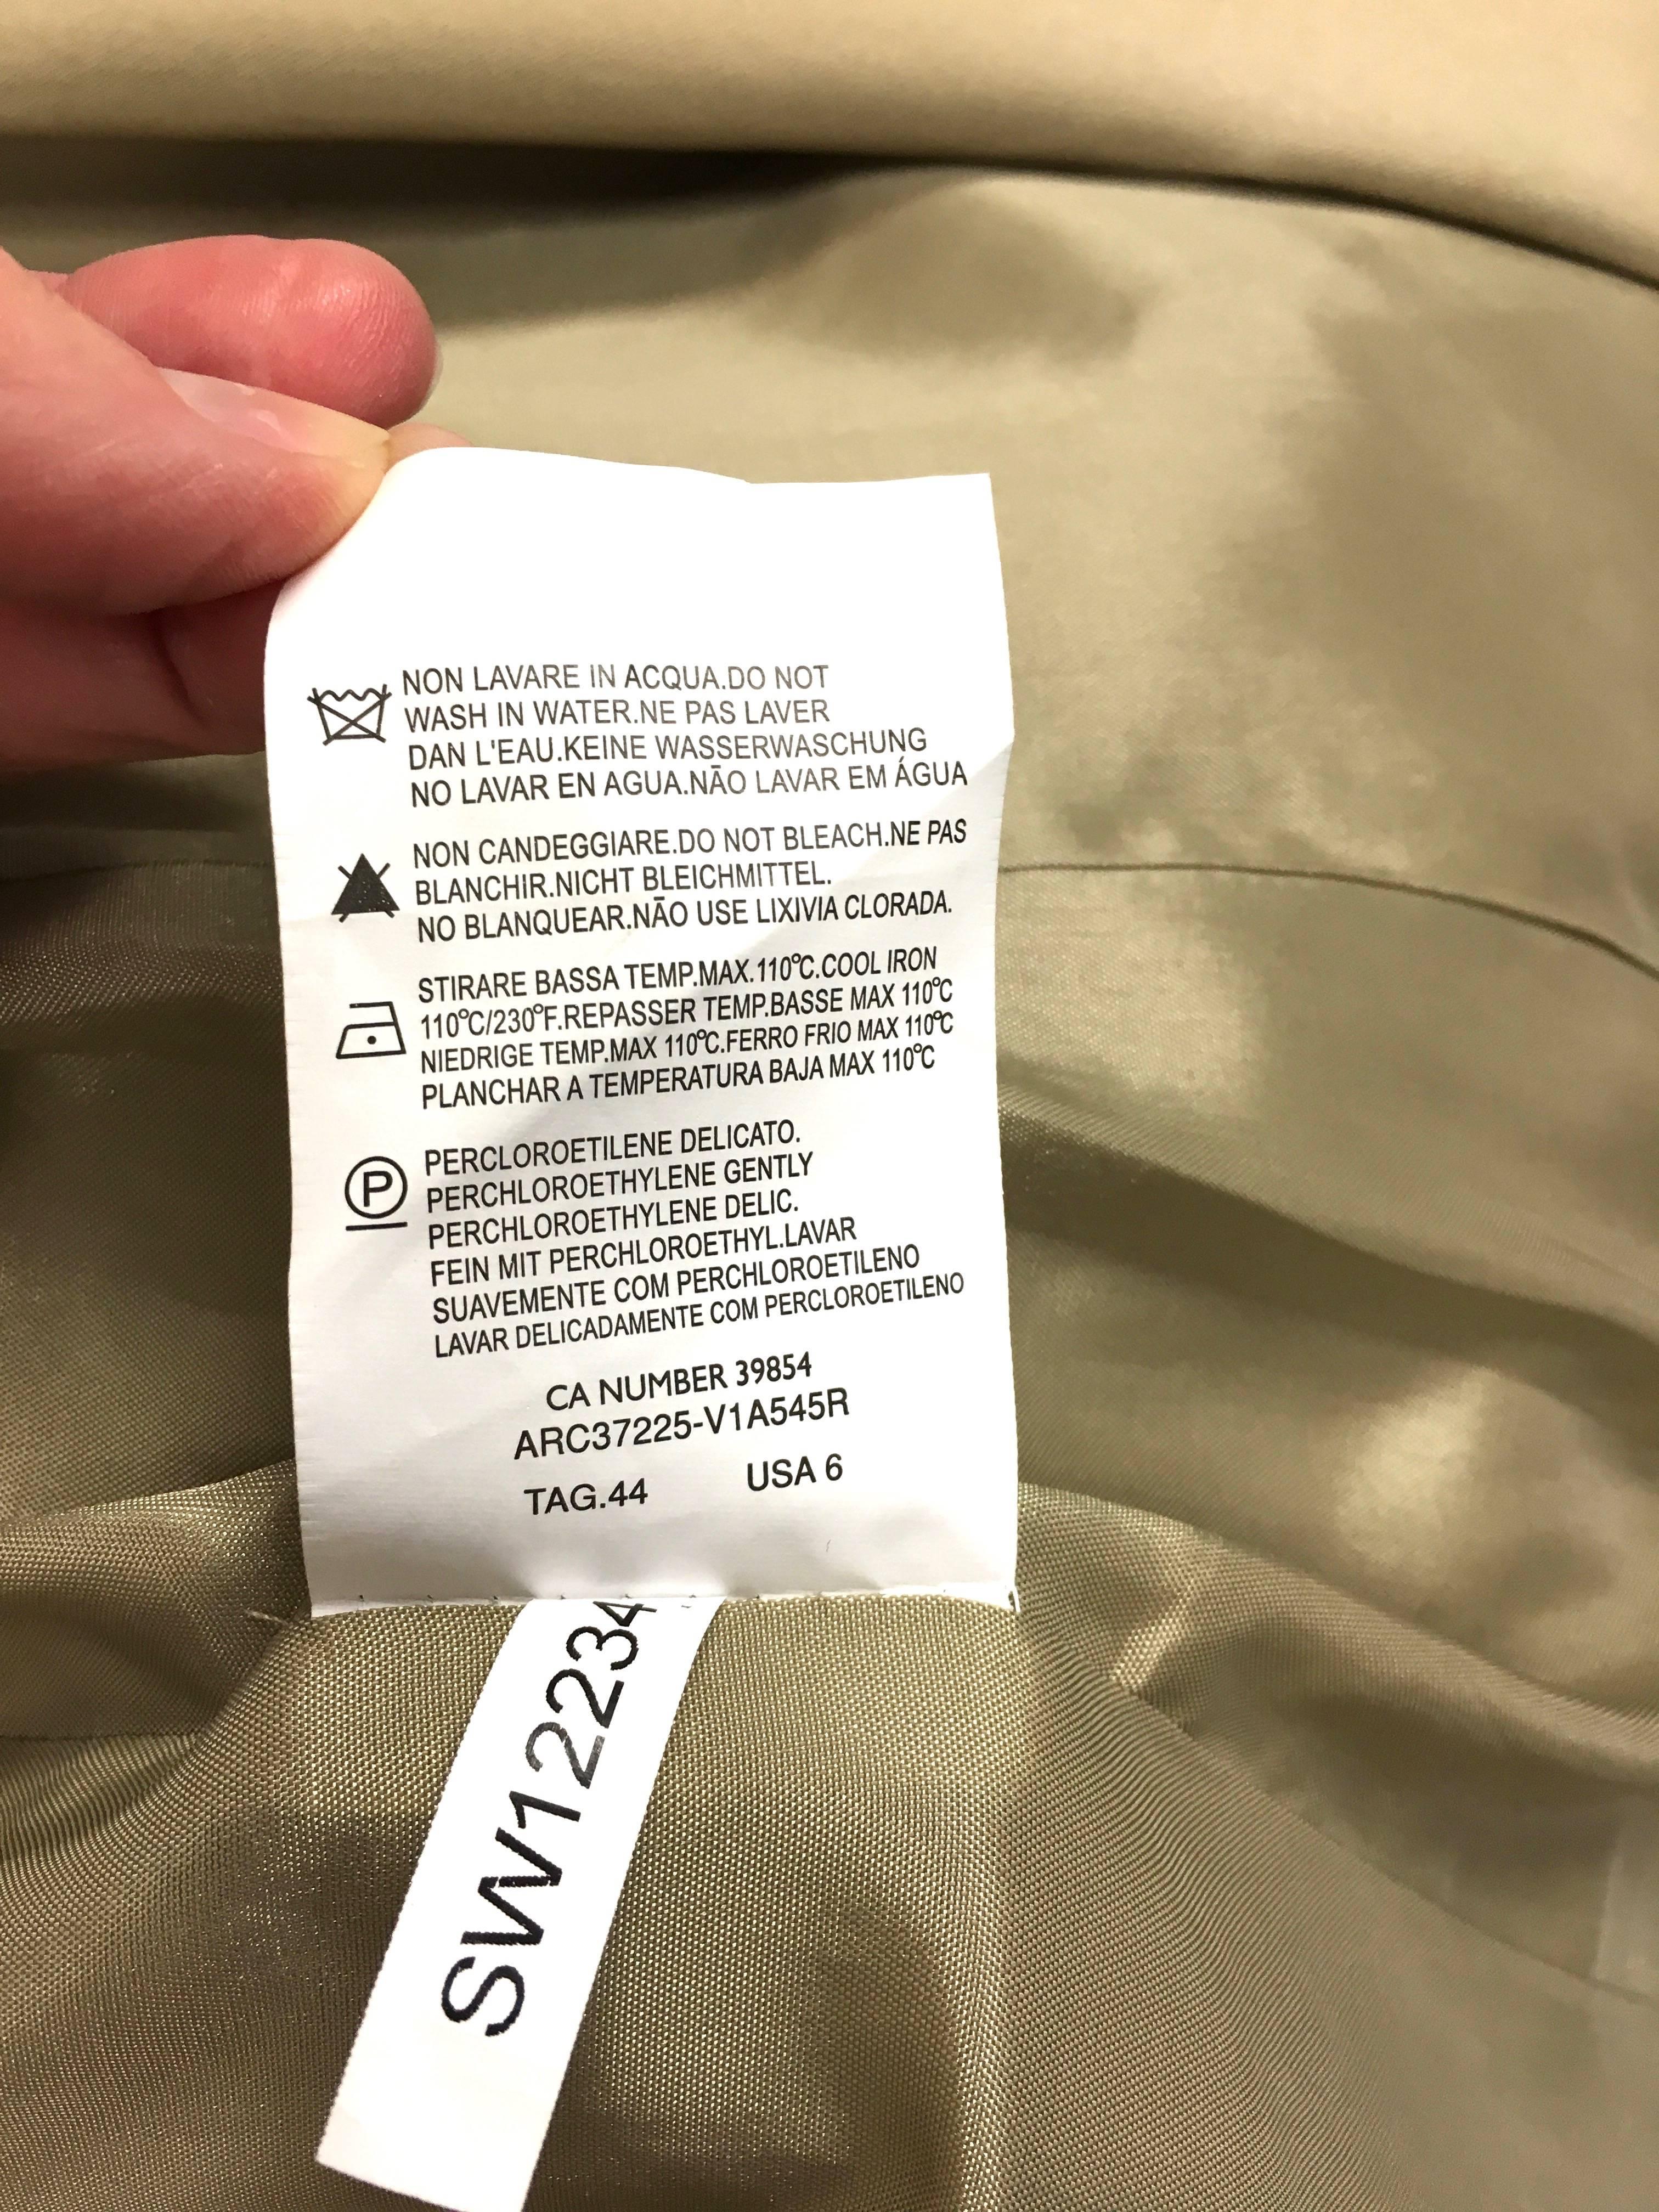 NON LAVARE IN ACQUA.DO NOT
WASH IN WATER.NE PAS LAVER
DAN L'EAU.KEINE WASSERWASCHUNG
NO LAVAR EN AGUA.NÃO LAVAR EM ÁGUA
NON CANDEGGIARE.DO NOT BLEACH.NE PAS
BLANCHIR.NICHT BLEICHMITTEL.
NO BLANQUEAR.NÃO USE LIXIVIA CLORADA.
STIRARE BASSA TEMP.MAX.110°C.COOL IRON
110°C/230°F.REPASSER TEMP.BASSE MAX 110°C
NIEDRIGE TEMP.MAX 110°C.FERRO FRIO MAX 110°C
PLANCHAR A TEMPERATURA BAJA MAX 110°C
P
PERCLOROETILENE DELICATO.
PERCHLOROETHYLENE GENTLY
PERCHLOROETHYLENE DELIC.
FEIN MIT PERCHLOROETHYL.LAVAR
SUAVEMENTE COM PERCHLOROETILENO
LAVAR DELICADAMENTE COM PERCLOROETILENO
CA NUMBER 39854
ARC37225-V1A545R
TAG.44 USA 6
SW12234